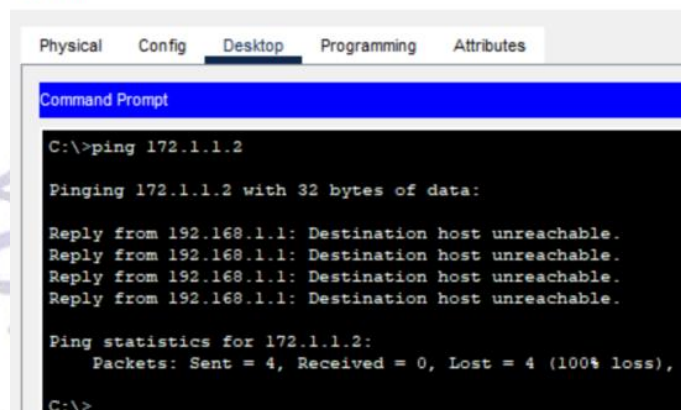 Physical Config Desktop Programming Attributes
Command Prompt
C:\>ping 172.1.1.2
Pinging 172.1.1.2 with 32 bytes of data:
Reply from 192.168.1.1: Destination host unreachable.
Reply from 192.168.1.1: Destination host unreachable.
Reply from 192.168.1.1: Destination host unreachable.
Reply from 192.168.1.1: Destination host unreachable.
Ping statistics for 172.1.1.2:
Packets: Sent = 4, Received = 0, Lost = 4 (100% loss),
C:\>